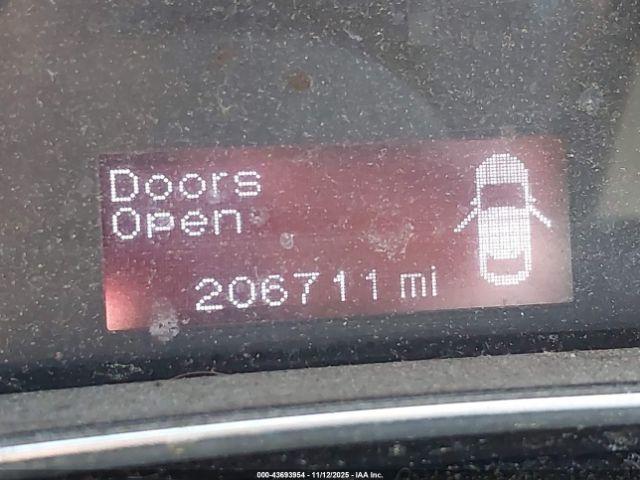 Doors
Open
206711 mi
000-43693954 - 11/12/2025 - IAA Inc.